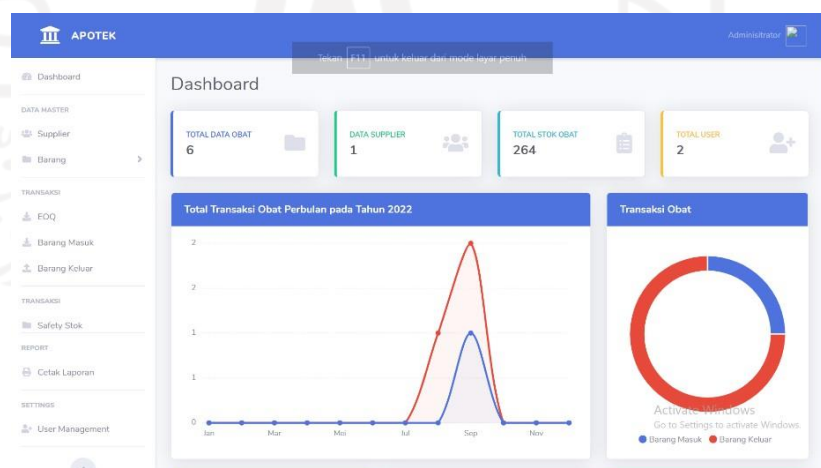 APOTEK
Administrator
Tekan F11 untuk keluar dari mode layar penuh
Dashboard
DATA MASTER
Supplier
Barang
TRANSAKSI
EOQ
Barang Masuk
Barang Keluar
TRANSAKSI
Safety Stok
REPORT
Cetak Laporan
SETTINGS
User Management
Dashboard
TOTAL DATA OBAT
6
DATA SUPPLIER
1
TOTAL STOK OBAT
264
TOTAL USER
2
Total Transaksi Obat Perbulan pada Tahun 2022
2
2
1
1
0
Jan Mar Mei Jul Sep Nov
Transaksi Obat
Activate Windows
Go to Settings to activate Windows.
Barang Masuk Barang Keluar